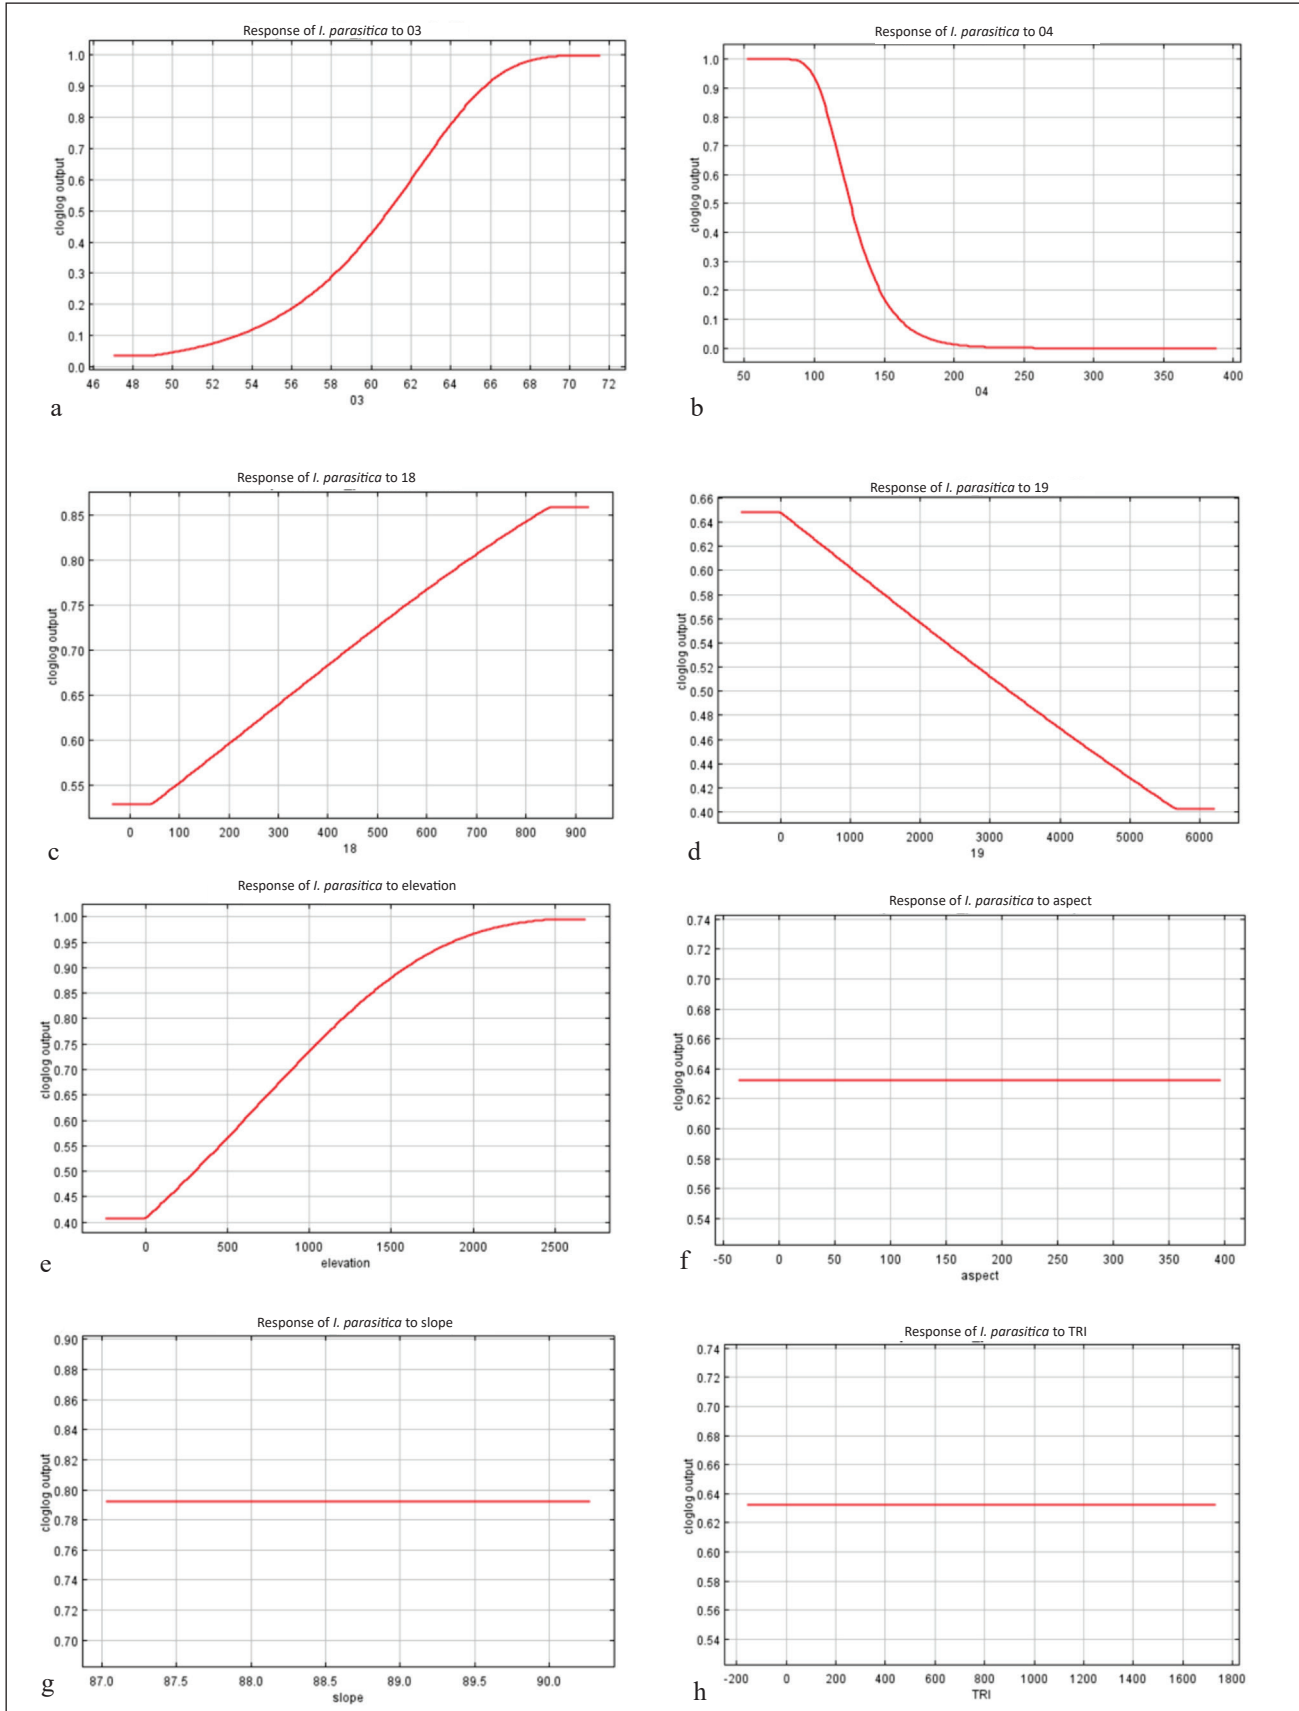 Response of I. parasitica to 03
cloglog output
1.0
0.9
0.8
0.7
0.6
0.5
0.4
0.3
0.2
0.1
0.0
46 48 50 52 54 56 58 60 62 64 66 68 70 72
03
a
Response of I. parasitica to 04
cloglog output
1.0
0.9
0.8
0.7
0.6
0.5
0.4
0.3
0.2
0.1
0.0
50 100 150 200 250 300 350 400
04
b
Response of I. parasitica to 18
cloglog output
0.85
0.80
0.75
0.70
0.65
0.60
0.55
0 100 200 300 400 500 600 700 800 900
18
c
Response of I. parasitica to 19
cloglog output
0.66
0.64
0.62
0.60
0.58
0.56
0.54
0.52
0.50
0.48
0.46
0.44
0.42
0.40
0 1000 2000 3000 4000 5000 6000
19
d
Response of I. parasitica to elevation
cloglog output
1.00
0.95
0.90
0.85
0.80
0.75
0.70
0.65
0.60
0.55
0.50
0.45
0.40
0 500 1000 1500 2000 2500
elevation
e
Response of I. parasitica to aspect
cloglog output
0.74
0.72
0.70
0.68
0.66
0.64
0.62
0.60
0.58
0.56
0.54
-50 0 50 100 150 200 250 300 350 400
aspect
f
Response of I. parasitica to slope
cloglog output
0.90
0.88
0.86
0.84
0.82
0.80
0.78
0.76
0.74
0.72
0.70
87.0 87.5 88.0 88.5 89.0 89.5 90.0
slope
g
Response of I. parasitica to TRI
cloglog output
0.74
0.72
0.70
0.68
0.66
0.64
0.62
0.60
0.58
0.56
0.54
-200 0 200 400 600 800 1000 1200 1400 1600 1800
TRI
h